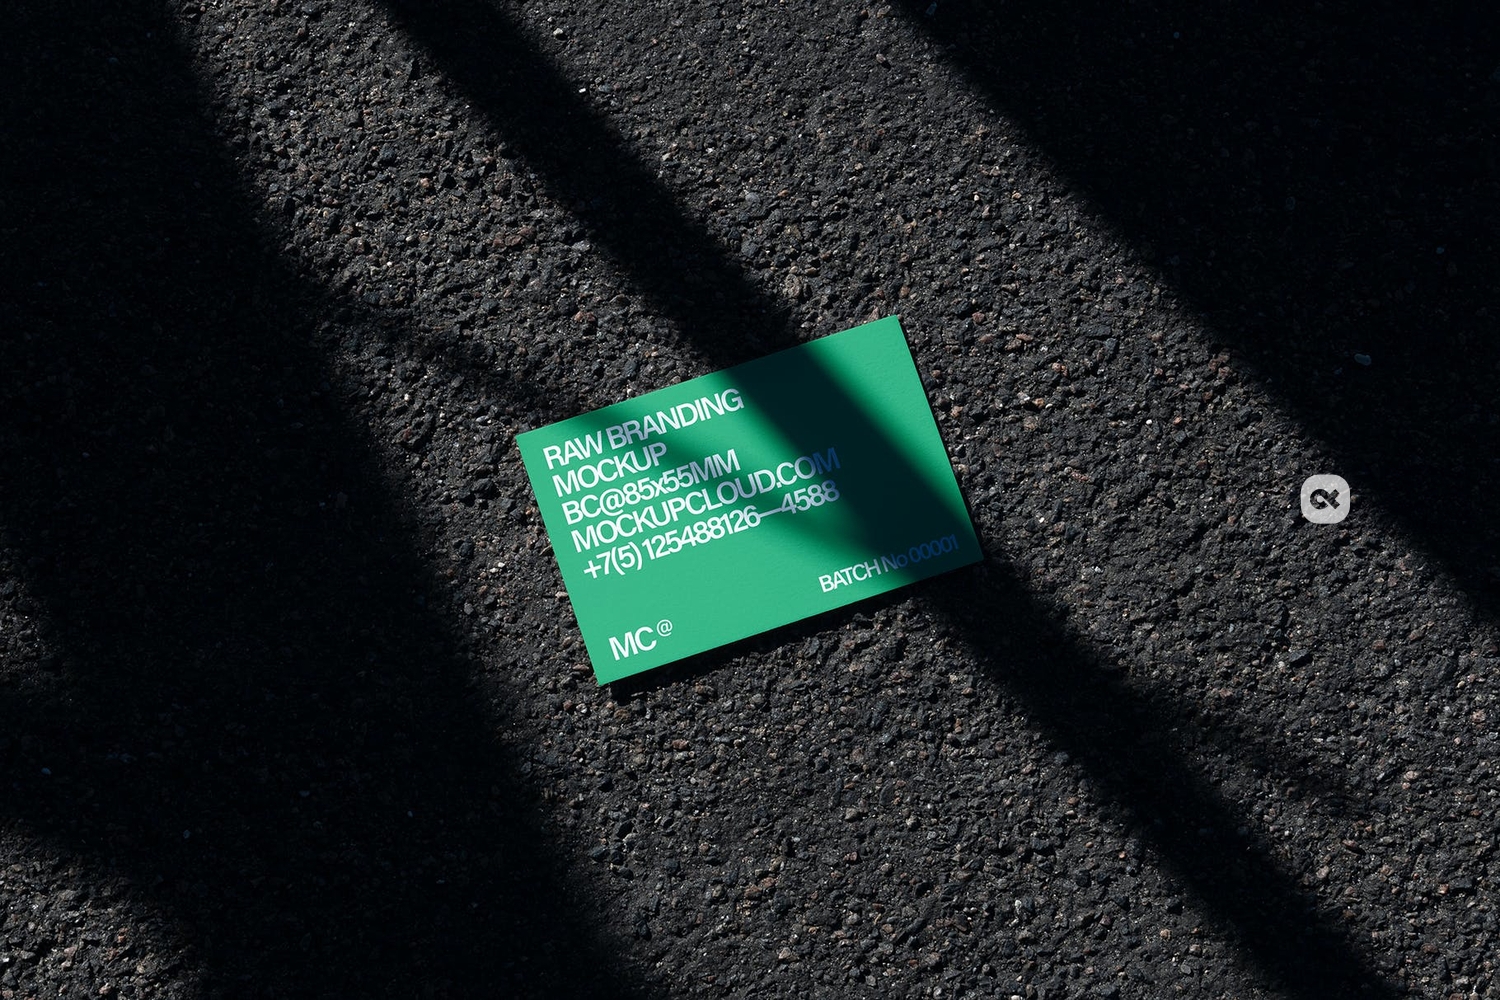 RAW BRANDING
MOCKUP
BC@85x55MM
MOCKUPCLOUD.COM
+7(5) 125488126—4588
BATCH No 00001
MC@